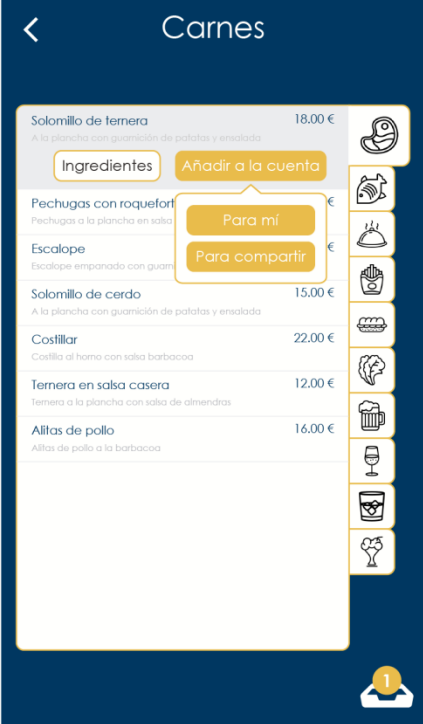 Carnes
Solomillo de ternera 18.00 €
A la plancha con guarnición de patatas y ensalada
Ingredientes Añadir a la cuenta
Pechugas con roquefort €
Pechugas a la plancha en salsa
Para mí
Escalope €
Escalope empanado con
Para compartir
Solomillo de cerdo 15.00 €
A la plancha con guarnición de patatas y ensalada
Costillar 22.00 €
Costilla al horno con salsa barbacoa
Ternera en salsa casera 12.00 €
Ternera a la plancha con salsa de almendras
Alitas de pollo 16.00 €
Alitas de pollo a la barbacoa
1